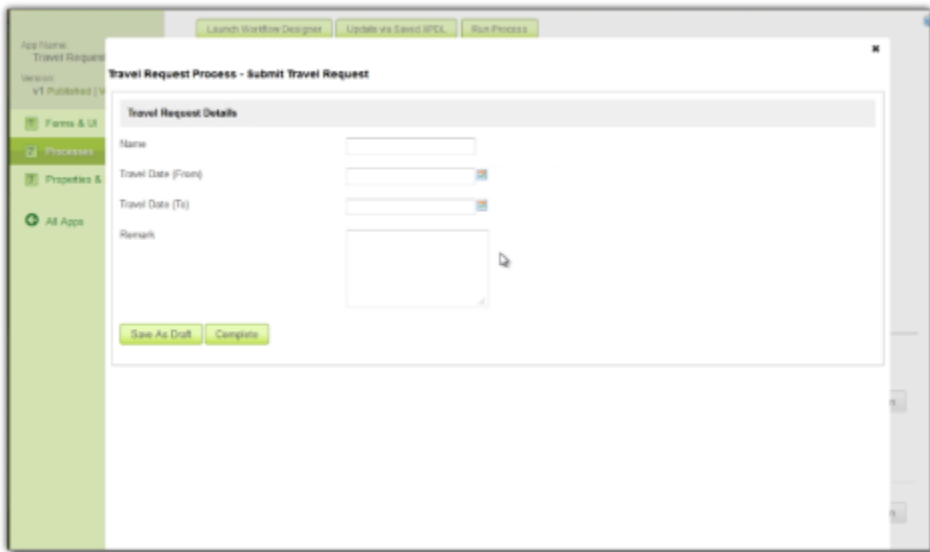 Launch Workflow Designer Update via Saved XPDL Run Process
App Name:
Travel Request
Version:
v1 Published | V
Travel Request Process - Submit Travel Request
Travel Request Details
Forms & UI
Name
Processes
Travel Date (From)
Properties &
Travel Date (To)
All Apps
Remark
Save As Draft Complete